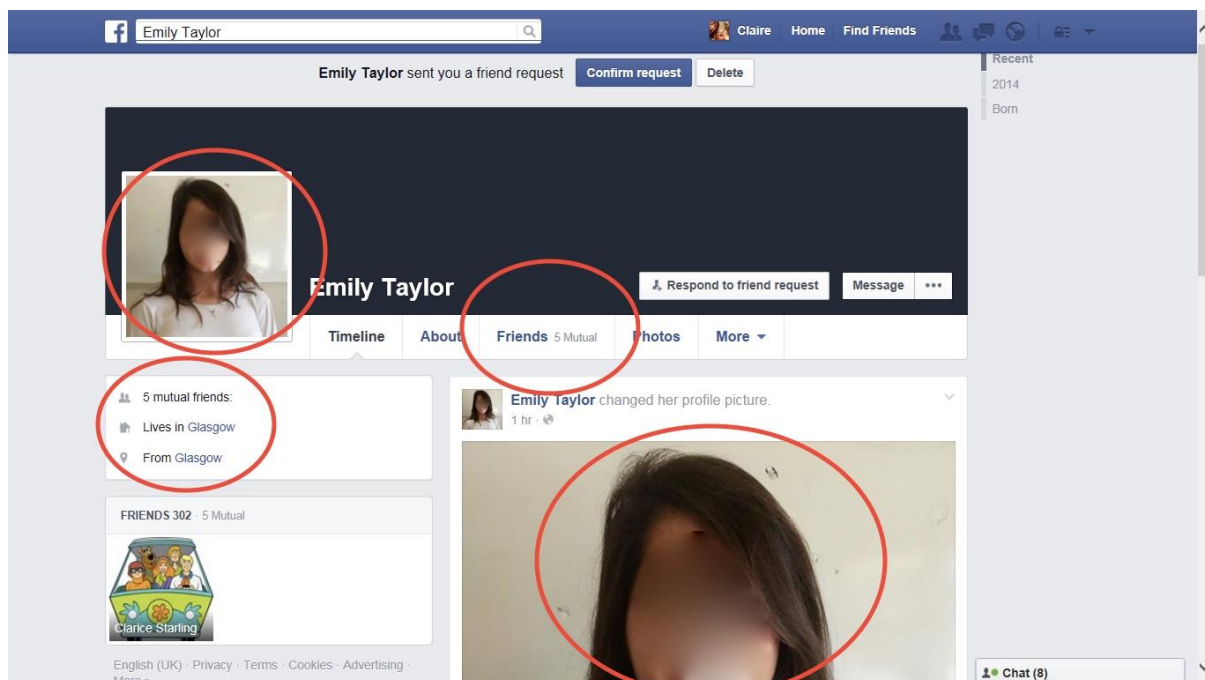 f Emily Taylor Claire Home Find Friends
Emily Taylor sent you a friend request Confirm request Delete
Recent
2014
Born
Emily Taylor
Respond to friend request Message
Timeline About Friends 5 Mutual Photos More
5 mutual friends:
Lives in Glasgow
From Glasgow
Emily Taylor changed her profile picture.
1 hr ·
FRIENDS 302 · 5 Mutual
Clarice Starling
English (UK) · Privacy · Terms · Cookies · Advertising ·
More
Chat (8)